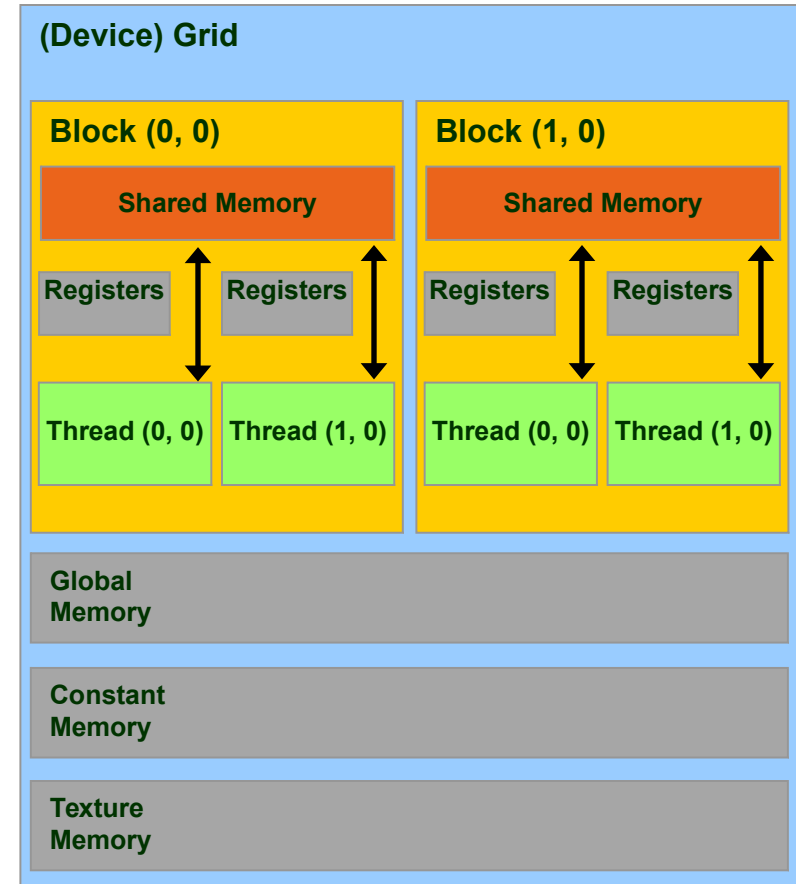 (Device) Grid
Block (0, 0)
Block (1, 0)
Shared Memory
Shared Memory
Registers
Registers
Registers
Registers
Thread (0, 0)
Thread (1, 0)
Thread (0, 0)
Thread (1, 0)
Global
Memory
Constant
Memory
Texture
Memory